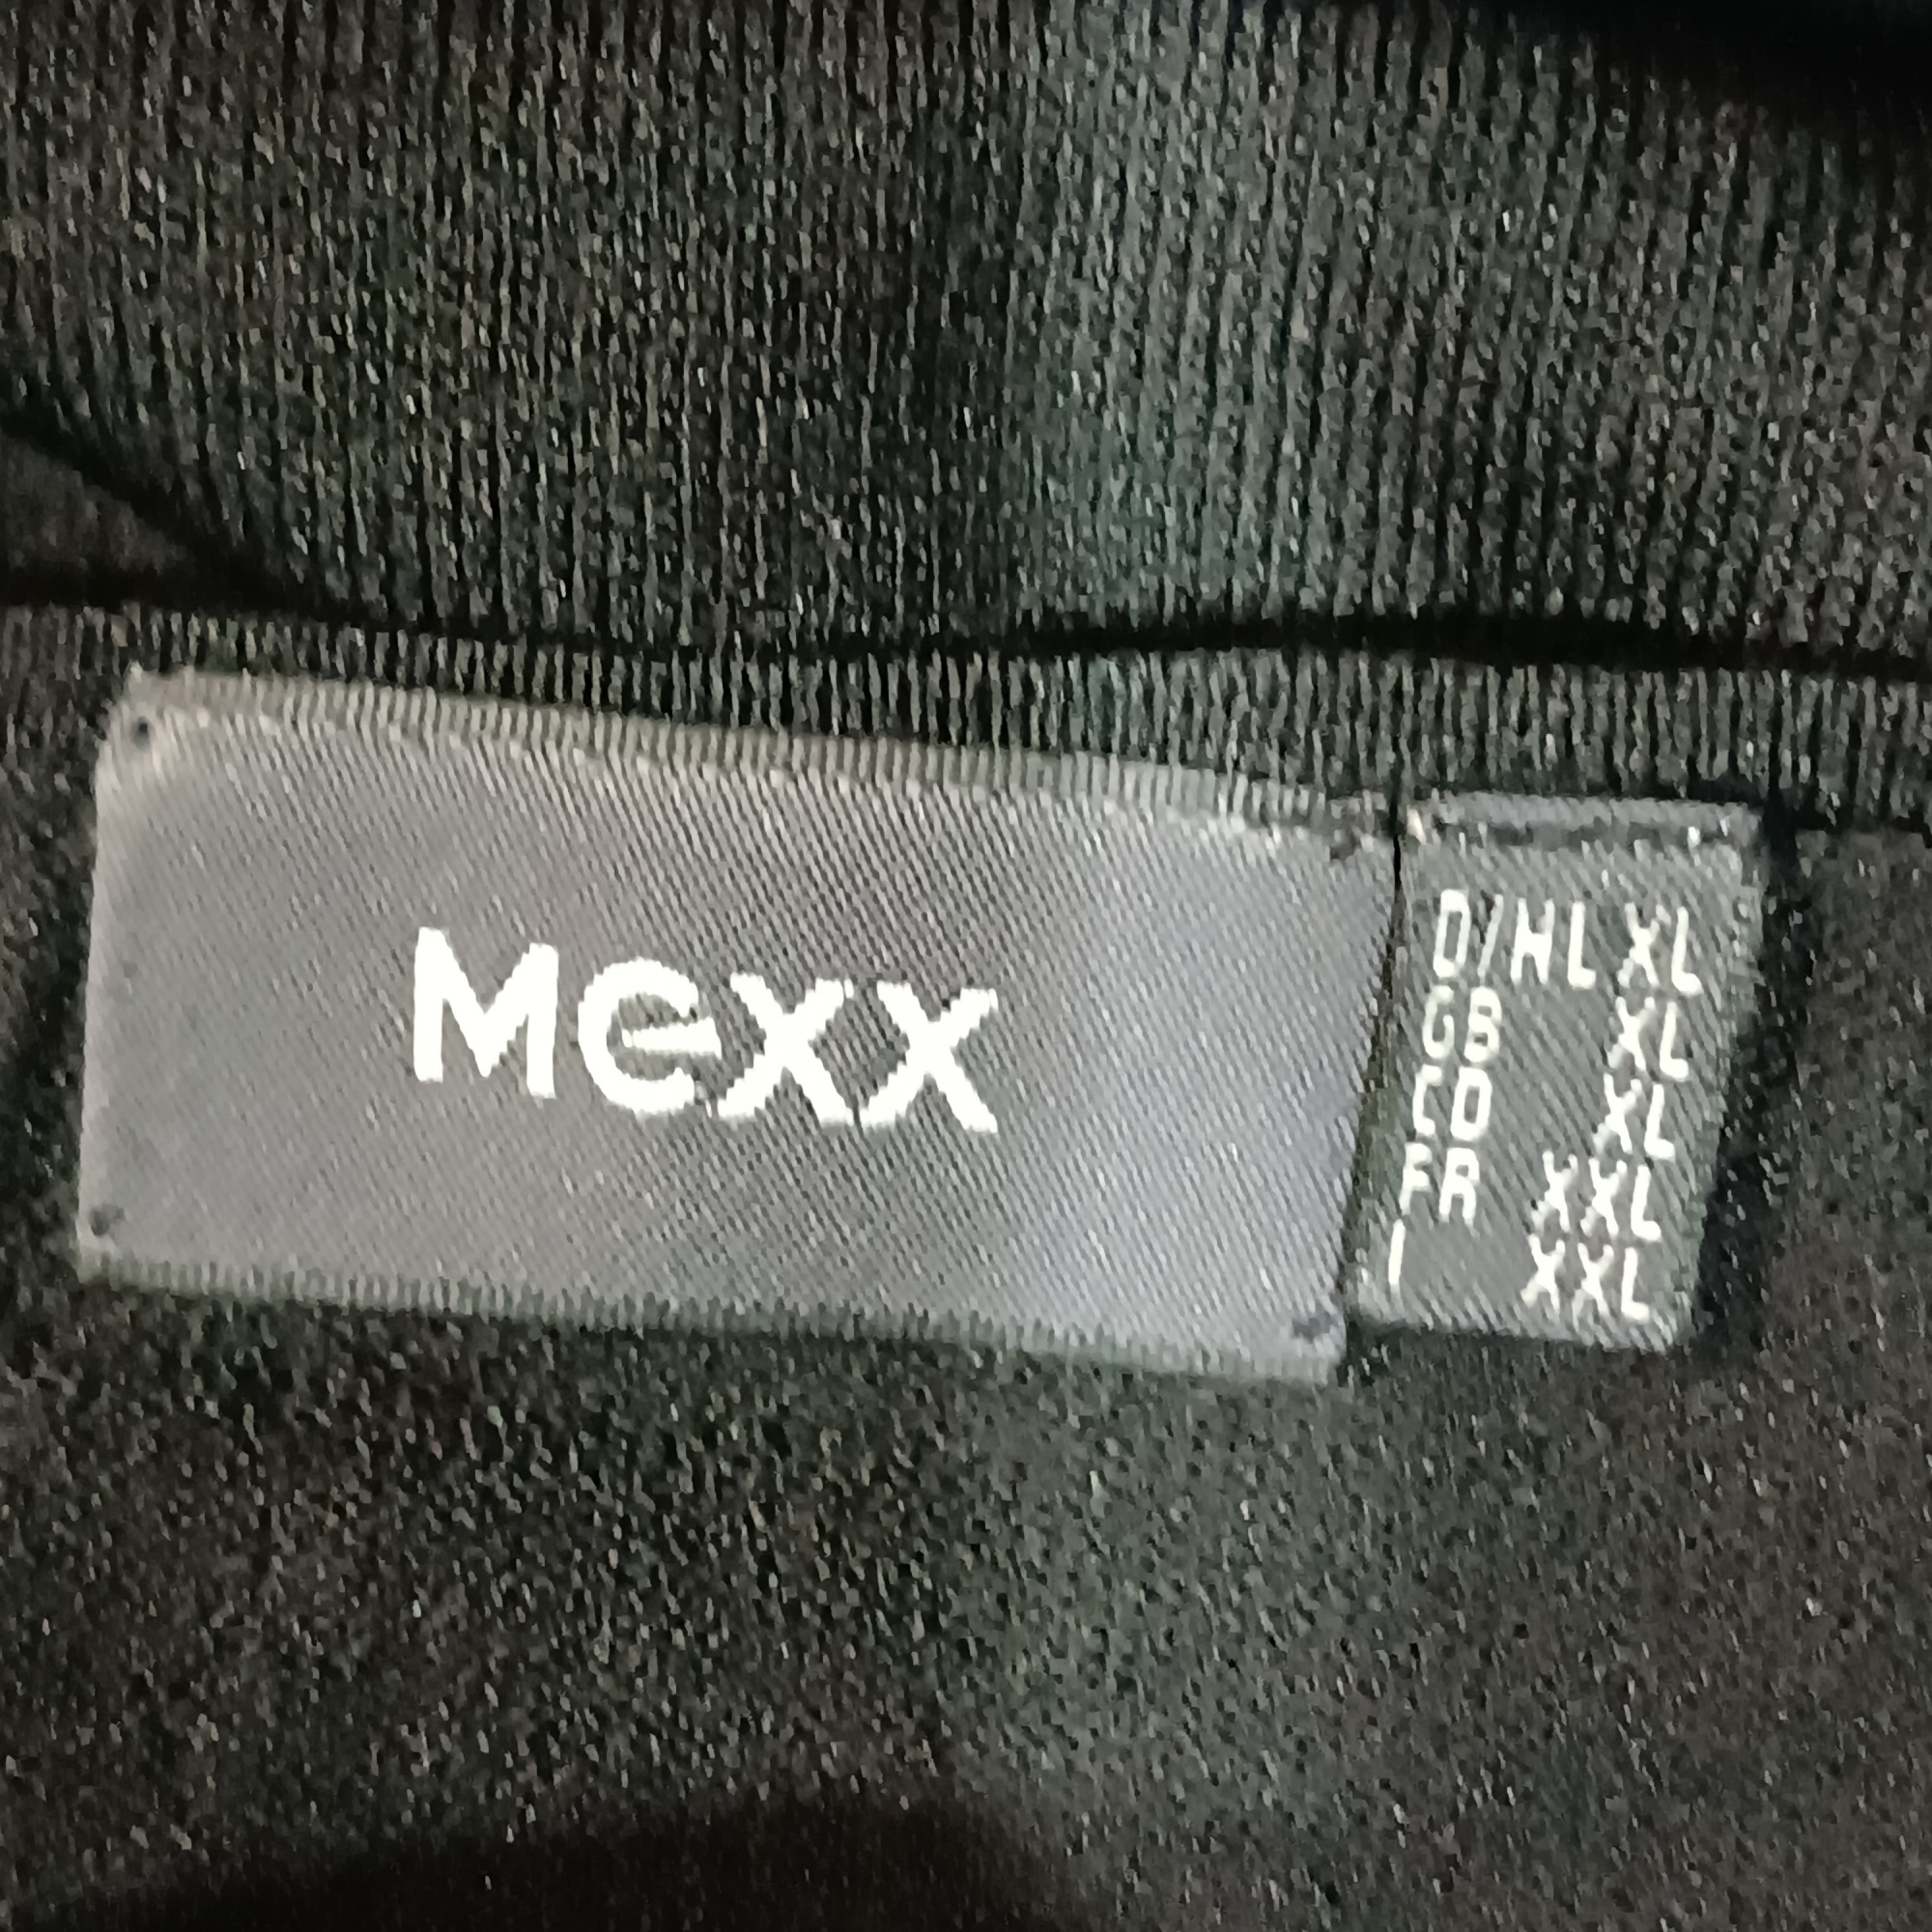 Mexx
D/NL XL
GB XL
CD XL
FR XXL
I XXL